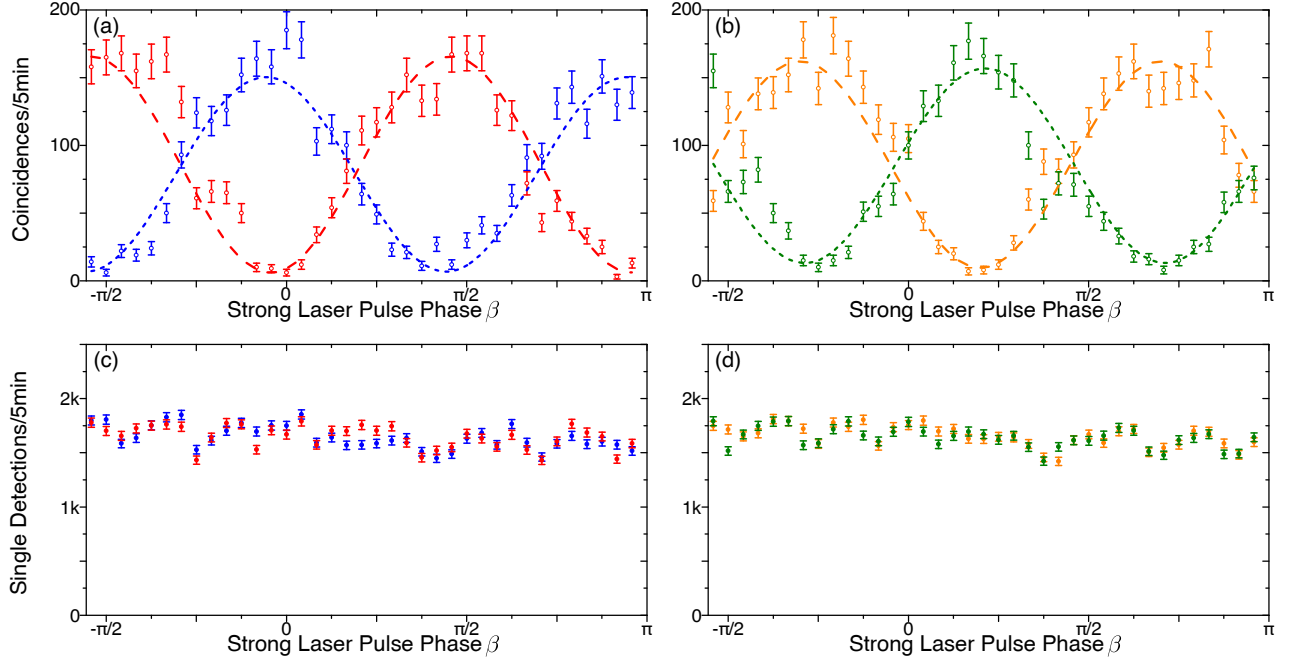 (a)
(b)
200
100
0
200
100
0
Coincidences/5min
-π/2
0
π/2
π
-π/2
0
π/2
π
Strong Laser Pulse Phase β
Strong Laser Pulse Phase β
(c)
(d)
2k
1k
0
2k
1k
0
Single Detections/5min
-π/2
0
π/2
π
-π/2
0
π/2
π
Strong Laser Pulse Phase β
Strong Laser Pulse Phase β